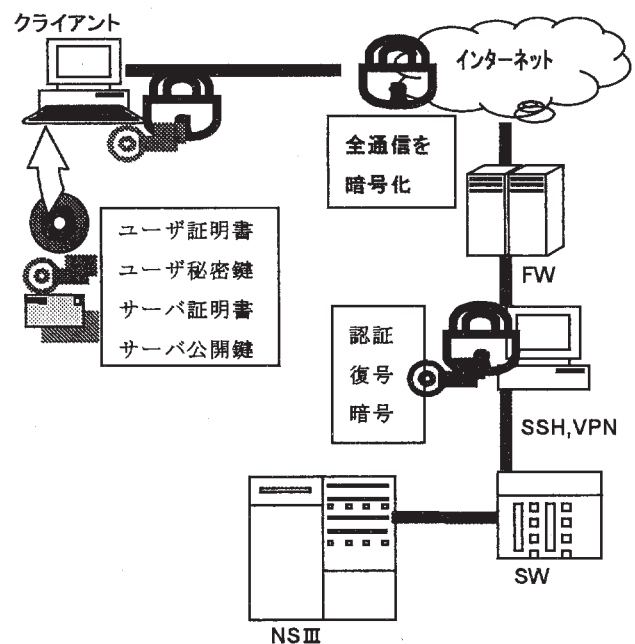 クライアント
インターネット
全通信を
暗号化
ユーザ証明書
ユーザ秘密鍵
サーバ証明書
サーバ公開鍵
FW
認証
復号
暗号
SSH,VPN
SW
NSⅢ